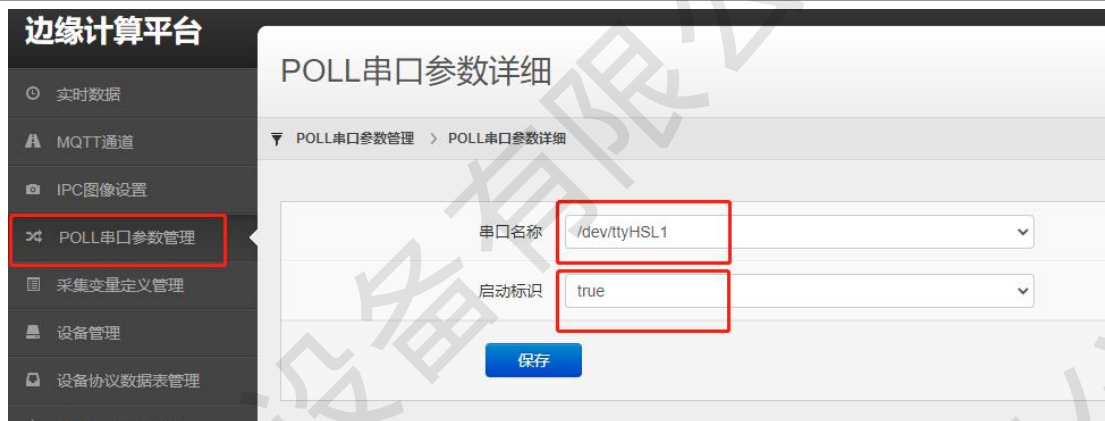 边缘计算平台
POLL串口参数详细
实时数据
MQTT通道
POLL串口参数管理 > POLL串口参数详细
IPC图像设置
POLL串口参数管理
串口名称 /dev/ttyHSL1
采集变量定义管理
启动标识 true
设备管理
保存
设备协议数据表管理
设备有限公